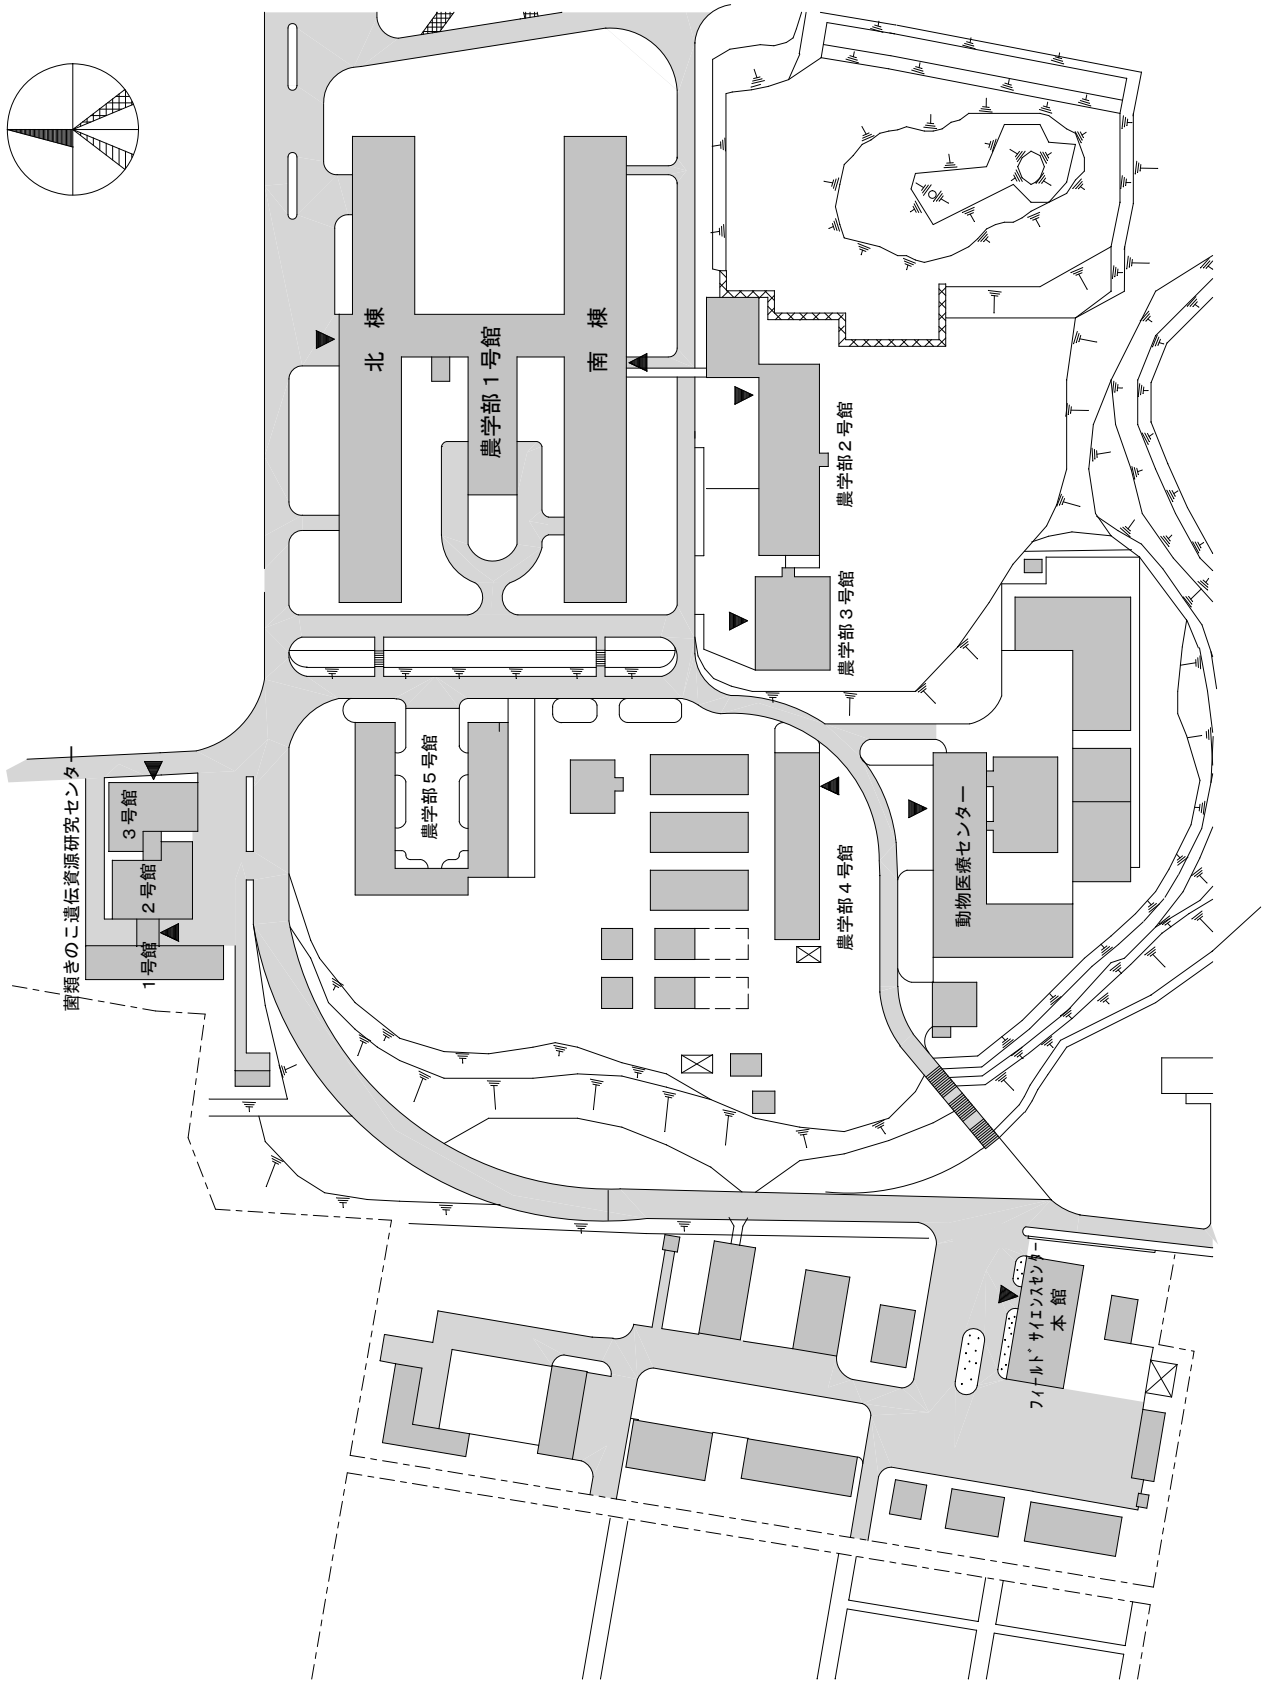 北 棟
農学部1号館
南 棟
農学部2号館
農学部3号館
農学部5号館
農学部4号館
動物医療センター
菌類きのこ遺伝資源研究センター
3号館
2号館
1号館
フィールドサイエンスセンター
本館